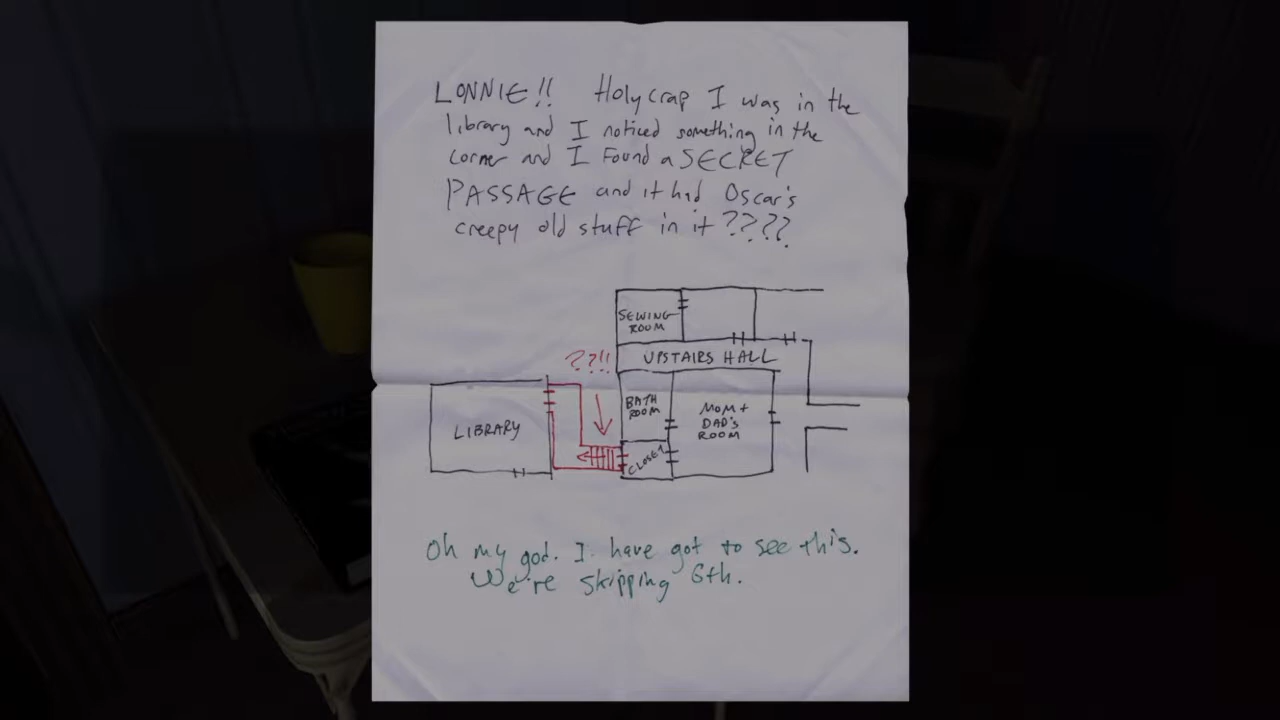 LONNIE!! Holy crap I was in the
library and I noticed something in the
corner and I found a SECRET
PASSAGE and it had Oscar's
creepy old stuff in it ????
SEWING
ROOM
UPSTAIRS HALL
??!!
BATH
ROOM
MOM +
DAD'S
ROOM
LIBRARY
CLOSET
Oh my god. I have got to see this.
We're skipping 6th.